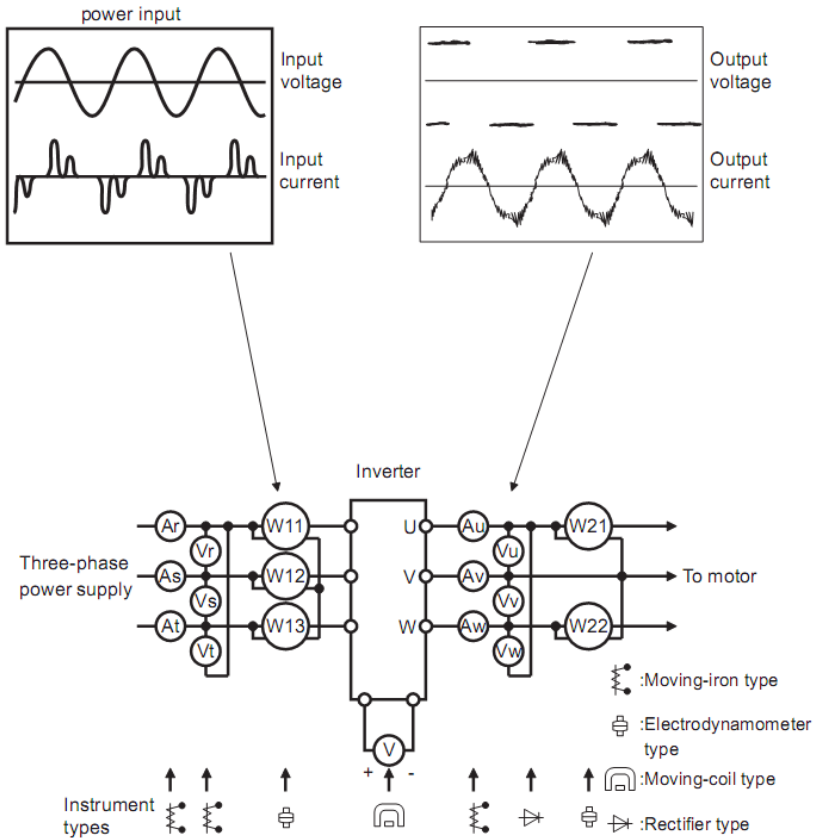 power input
Input
voltage
Input
current
Output
voltage
Output
current
Inverter
Ar
W11
U
Au
W21
Vr
Vu
Three-phase
power supply
As
W12
V
Av
To motor
Vs
Vv
At
W13
W
Aw
W22
Vt
Vw
:Moving-iron type
:Electrodynamometer
type
V
+ -
:Moving-coil type
Instrument
types
:Rectifier type